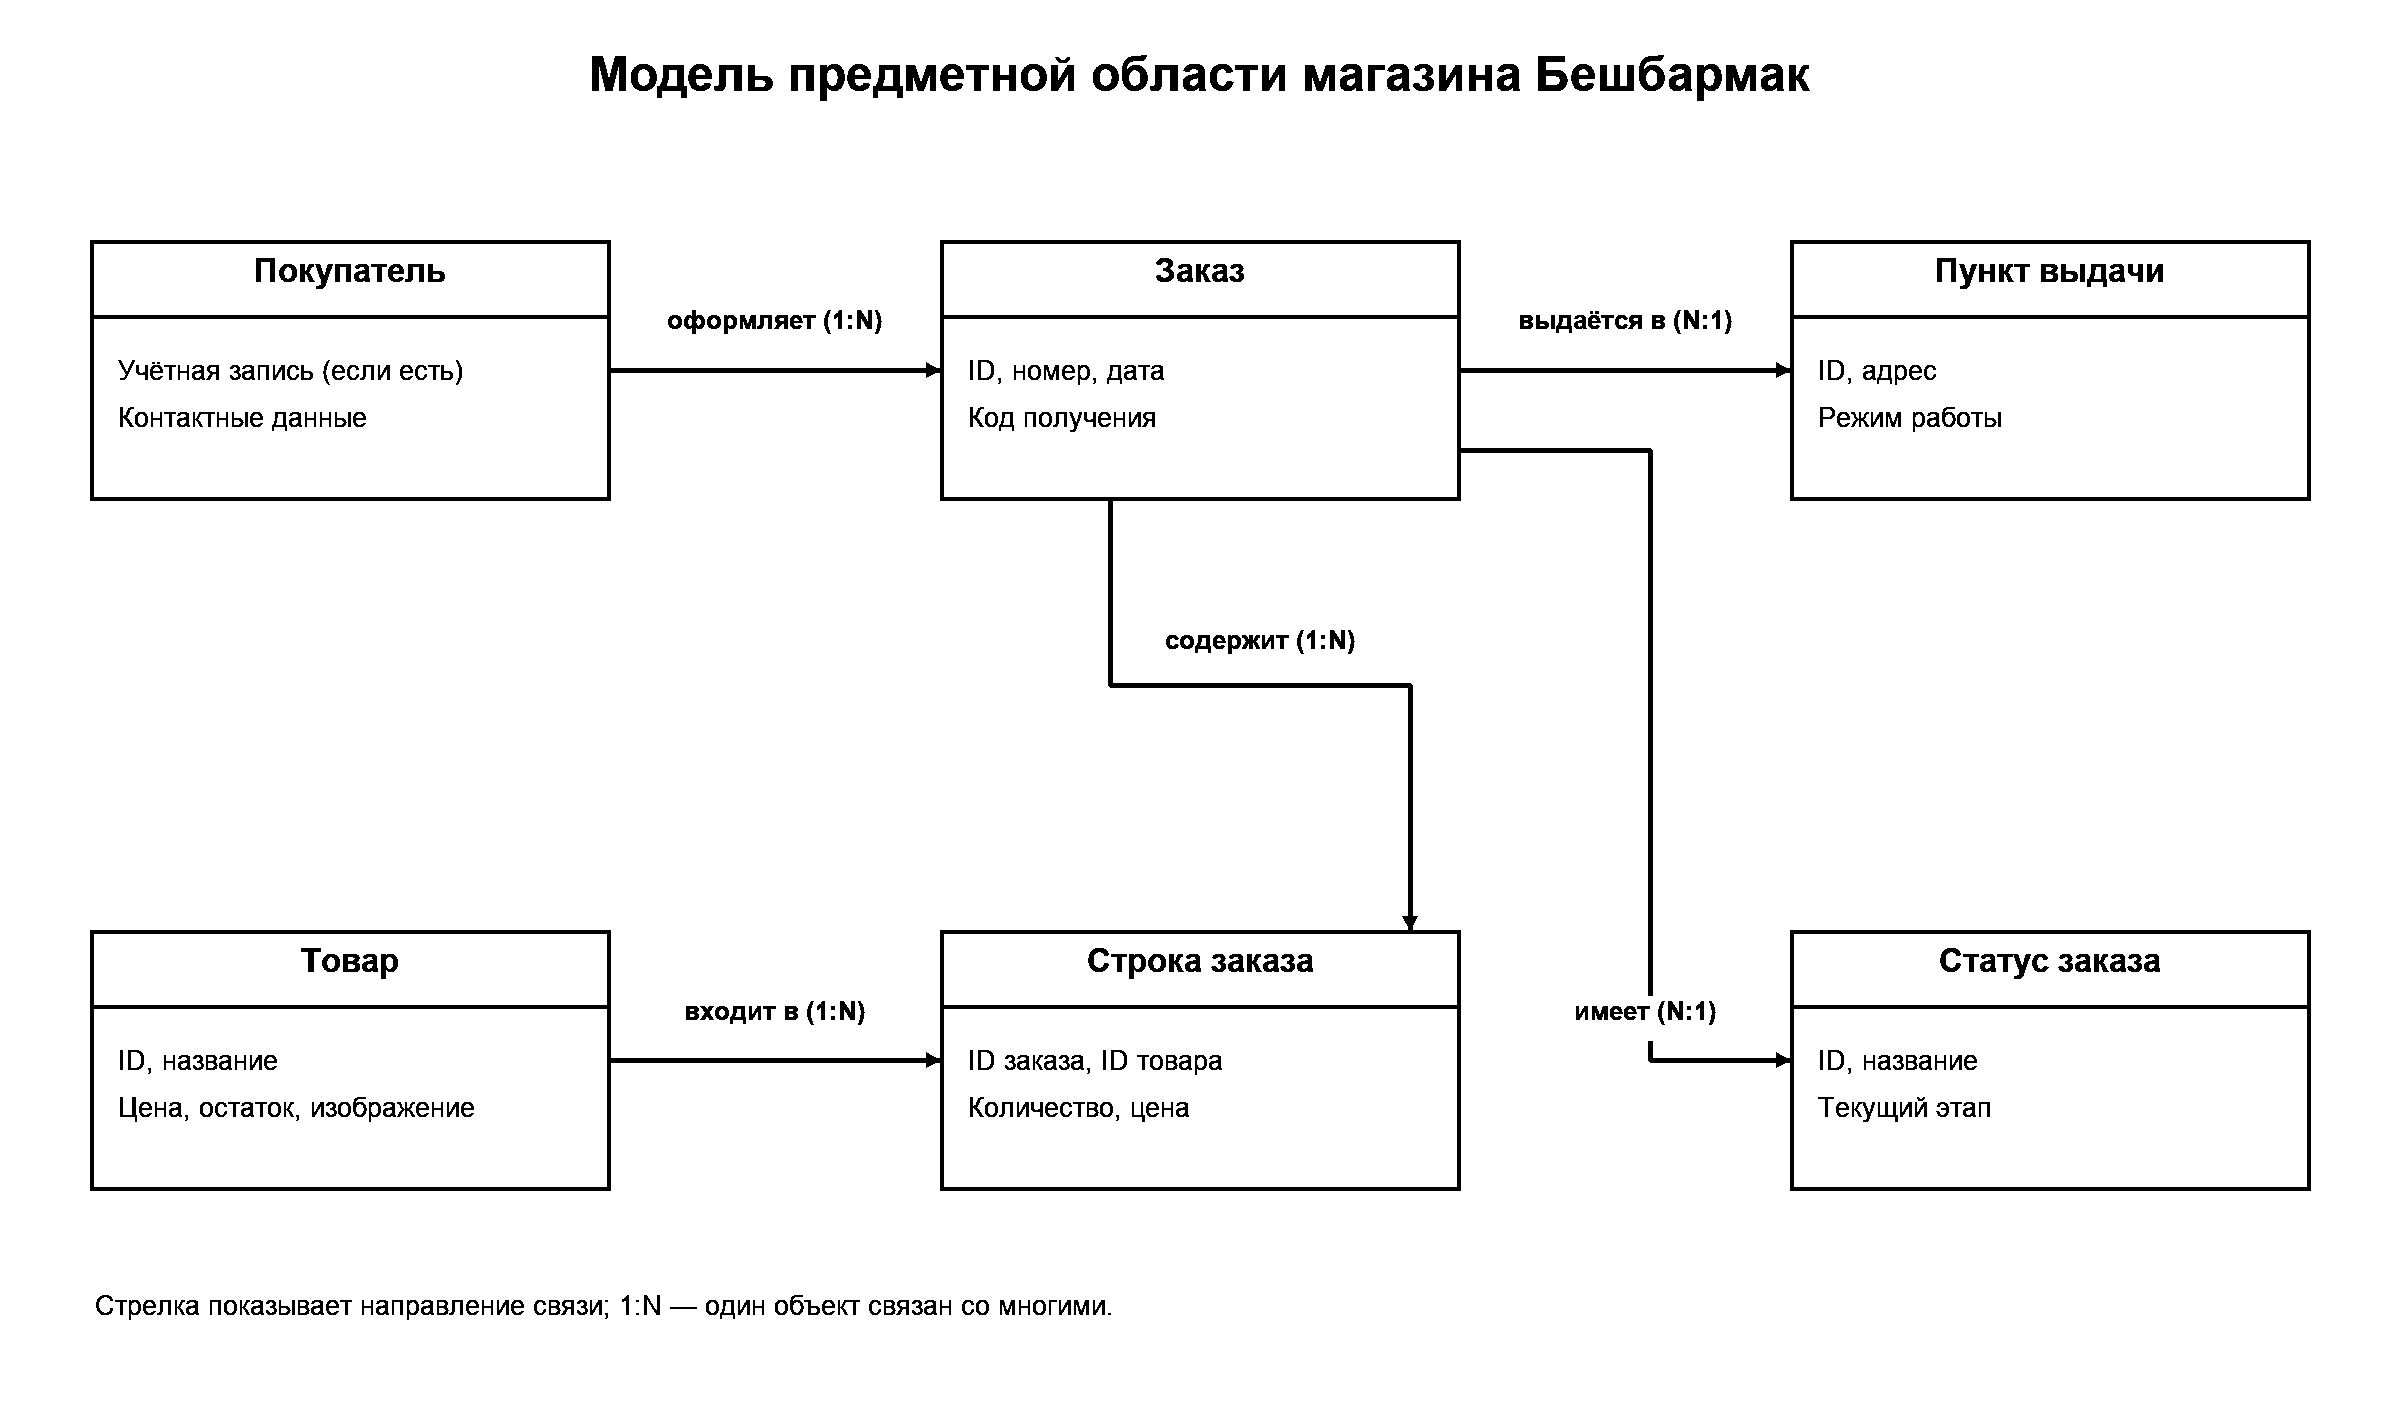 Модель предметной области магазина Бешбармак
Покупатель
Учётная запись (если есть)
Контактные данные
оформляет (1:N)
Заказ
ID, номер, дата
Код получения
выдаётся в (N:1)
Пункт выдачи
ID, адрес
Режим работы
содержит (1:N)
Товар
ID, название
Цена, остаток, изображение
входит в (1:N)
Строка заказа
ID заказа, ID товара
Количество, цена
имеет (N:1)
Статус заказа
ID, название
Текущий этап
Стрелка показывает направление связи; 1:N — один объект связан со многими.